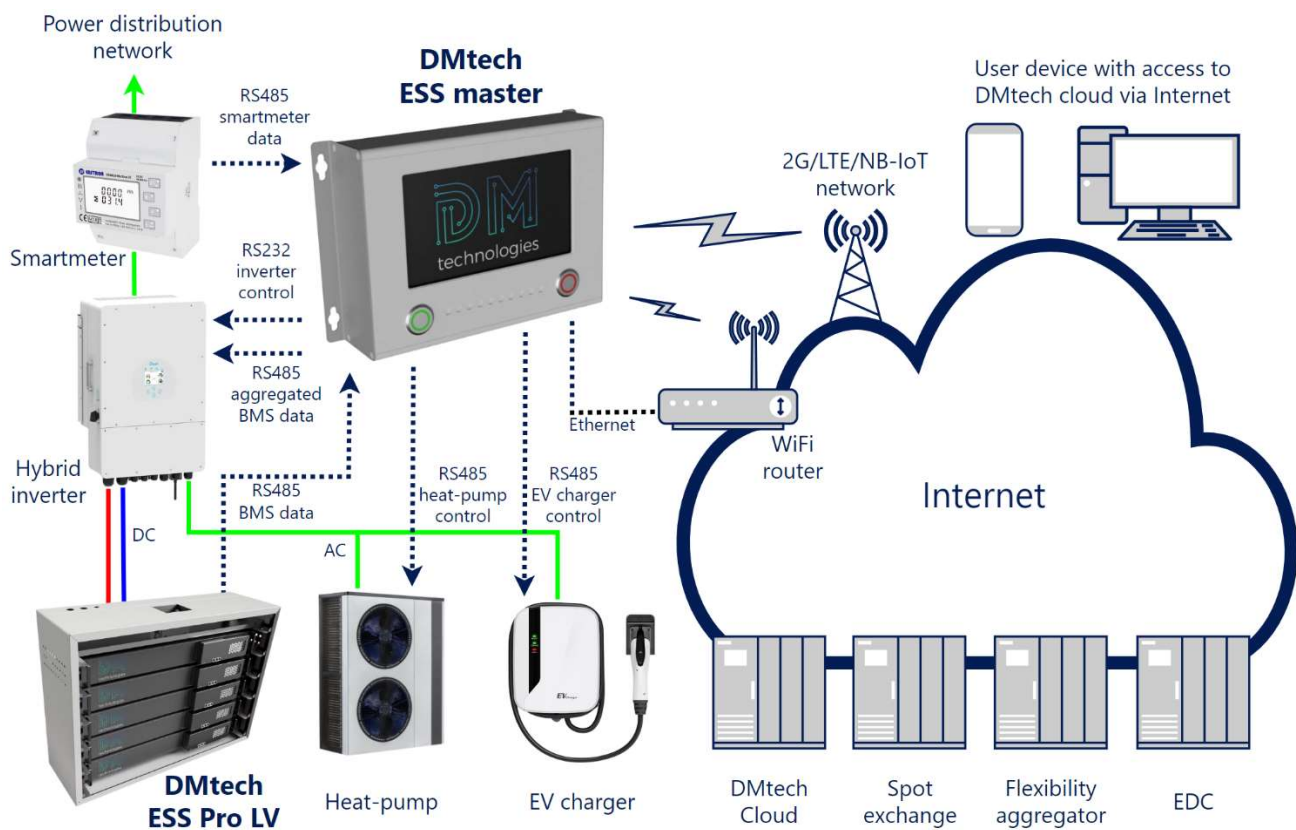 Power distribution
network
DMtech
ESS master
RS485
smartmeter
data
User device with access to
DMtech cloud via Internet
2G/LTE/NB-IoT
network
DM
technologies
Smartmeter
RS232
inverter
control
RS485
aggregated
BMS data
Ethernet
WiFi
router
Internet
Hybrid
inverter
DC
RS485
BMS data
RS485
heat-pump
control
RS485
EV charger
control
AC
DMtech
ESS Pro LV
Heat-pump
EV charger
DMtech
Cloud
Spot
exchange
Flexibility
aggregator
EDC